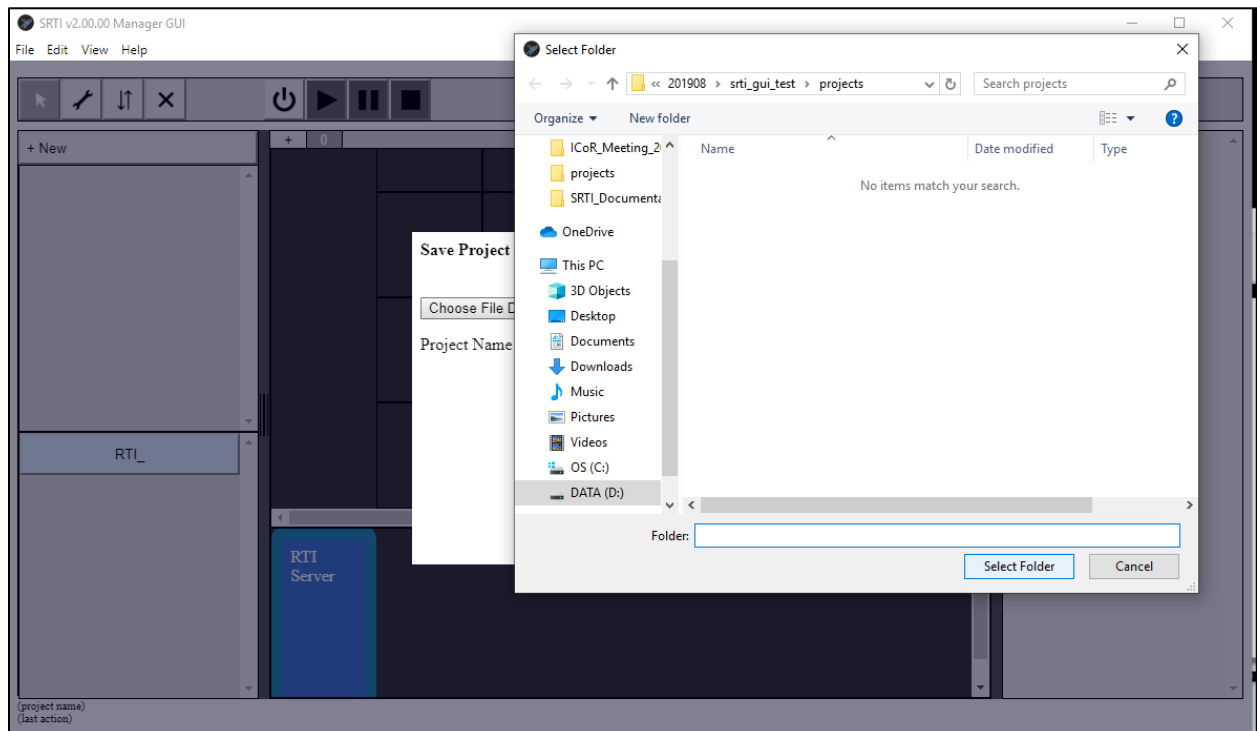 SRTI v2.00.00 Manager GUI
File Edit View Help
+ New
+ 0
RTI_
Save Project
Choose File D
Project Name
RTI
Server
(project name)
(last action)
Select Folder
« 201908 › srti_gui_test › projects
Search projects
Organize
New folder
ICoR_Meeting_2
projects
SRTI_Documenta
OneDrive
This PC
3D Objects
Desktop
Documents
Downloads
Music
Pictures
Videos
OS (C:)
DATA (D:)
Name Date modified Type
No items match your search.
Folder:
Select Folder Cancel